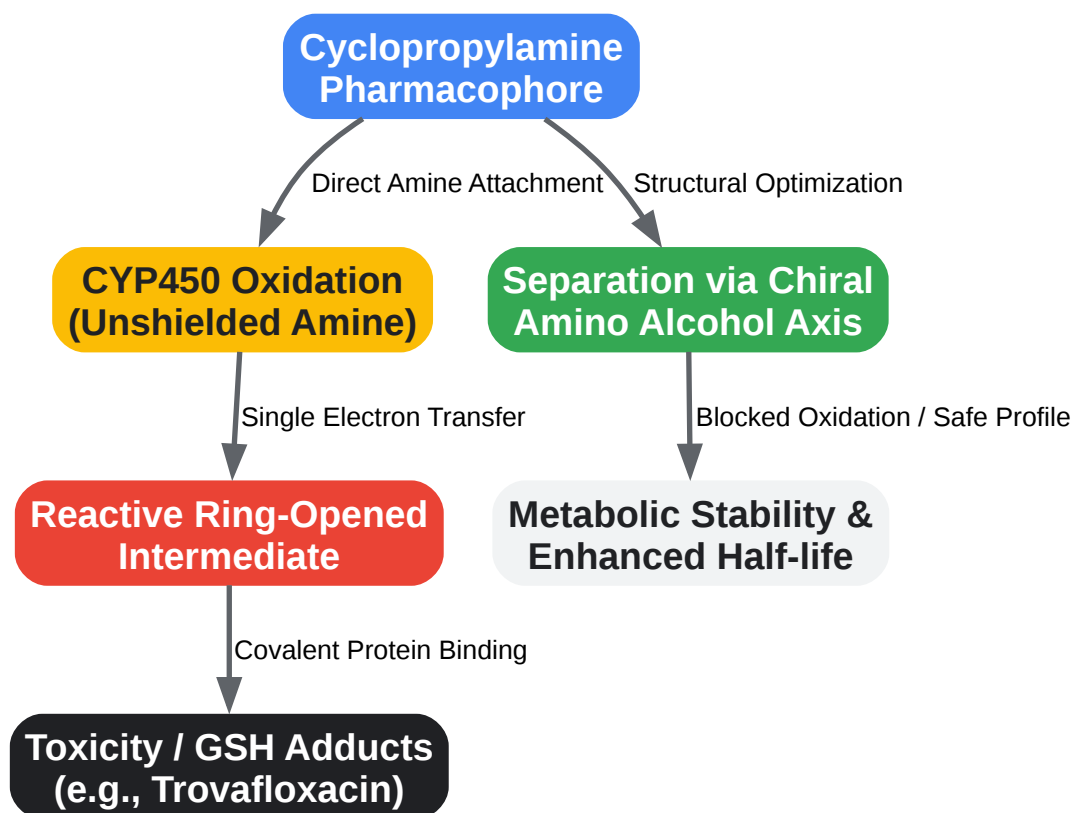 Cyclopropylamine
Pharmacophore
Direct Amine Attachment
Structural Optimization
CYP450 Oxidation
(Unshielded Amine)
Separation via Chiral
Amino Alcohol Axis
Single Electron Transfer
Blocked Oxidation / Safe Profile
Reactive Ring-Opened
Intermediate
Metabolic Stability &
Enhanced Half-life
Covalent Protein Binding
Toxicity / GSH Adducts
(e.g., Trovafloxacin)